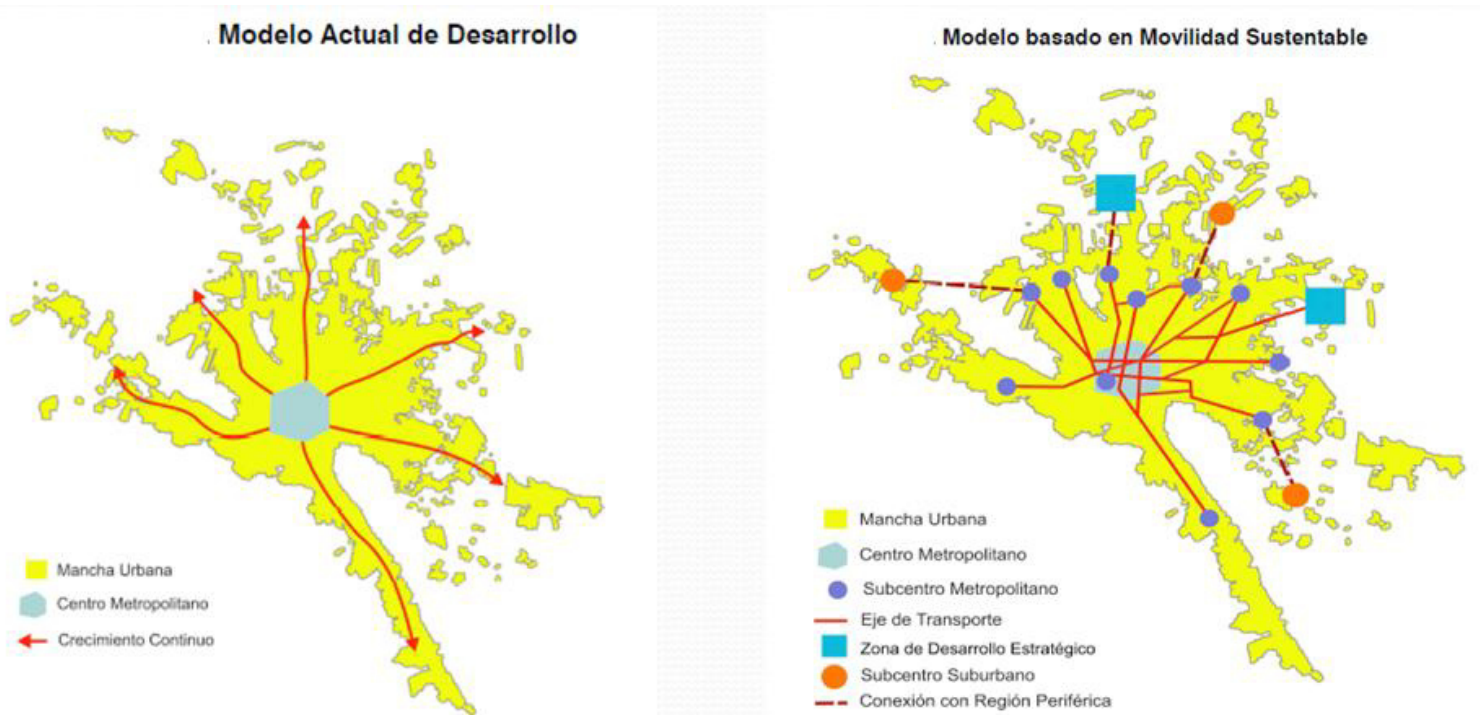 . Modelo Actual de Desarrollo
Mancha Urbana
Centro Metropolitano
Crecimiento Continuo
. Modelo basado en Movilidad Sustentable
Mancha Urbana
Centro Metropolitano
Subcentro Metropolitano
Eje de Transporte
Zona de Desarrollo Estratégico
Subcentro Suburbano
Conexión con Región Periférica